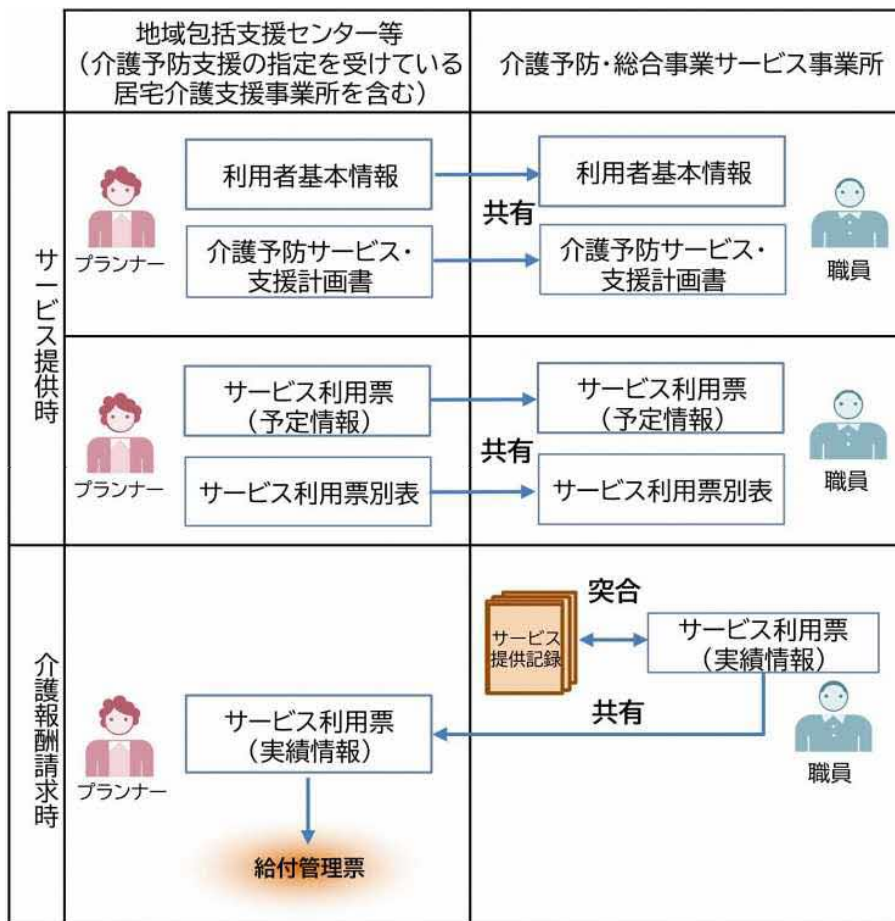 地域包括支援センター等
（介護予防支援の指定を受けている
居宅介護支援事業所を含む）
介護予防・総合事業サービス事業所
サービス提供時
プランナー
利用者基本情報
介護予防サービス・
支援計画書
共有
利用者基本情報
介護予防サービス・
支援計画書
職員
プランナー
サービス利用票
（予定情報）
サービス利用票別表
共有
サービス利用票
（予定情報）
サービス利用票別表
職員
介護報酬請求時
サービス
提供記録
突合
サービス利用票
（実績情報）
共有
職員
プランナー
サービス利用票
（実績情報）
給付管理票